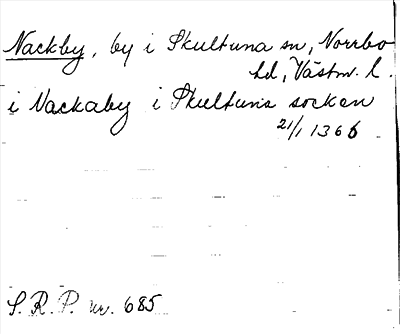 Nackby, by i Skultuna sn, Norrbo
hd, Västm. l.
i Nackaby i Skultuna socken
21/1 1366
S. R. P. nr. 685